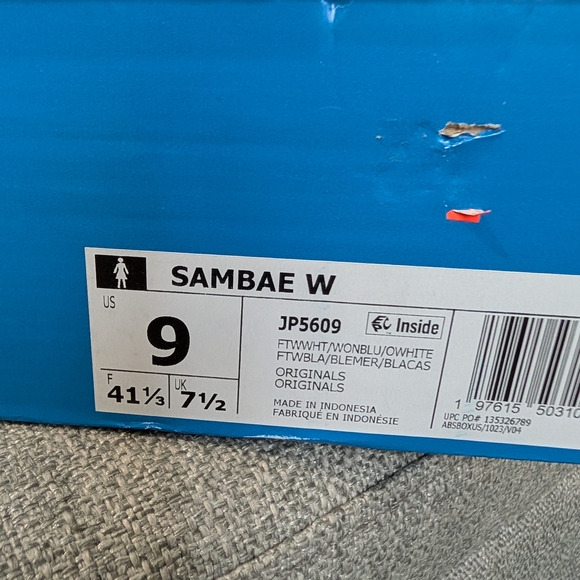 SAMBAE W
US
9
F
41⅓
UK
7½
JP5609
Inside
FTWWHT/WONBLU/OWHITE
FTWBLA/BLEMER/BLACAS
ORIGINALS
ORIGINALS
MADE IN INDONESIA
FABRIQUÉ EN INDONÉSIE
1 97615 50310
UPC PO# 135326789
ABSBOXUS/1023/V04